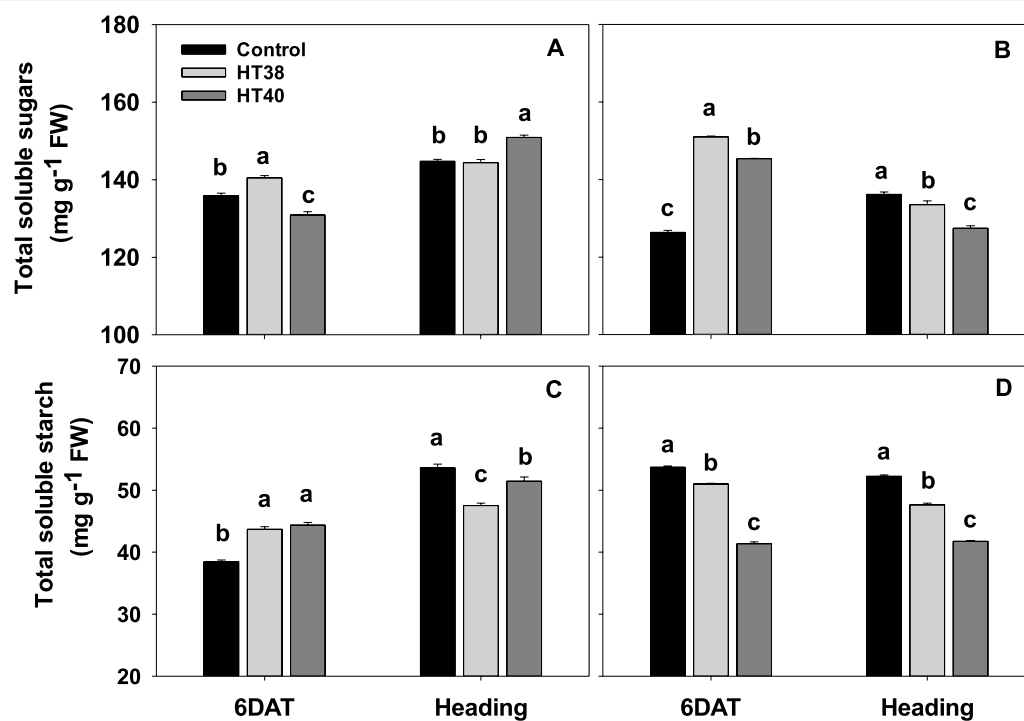 180
160
140
120
100
Total soluble sugars
(mg g⁻¹ FW)
Control
HT38
HT40
A
b
a
c
b
b
a
B
c
a
b
a
b
c
70
60
50
40
30
20
Total soluble starch
(mg g⁻¹ FW)
C
b
a
a
a
c
b
D
a
b
c
a
b
c
6DAT
Heading
6DAT
Heading